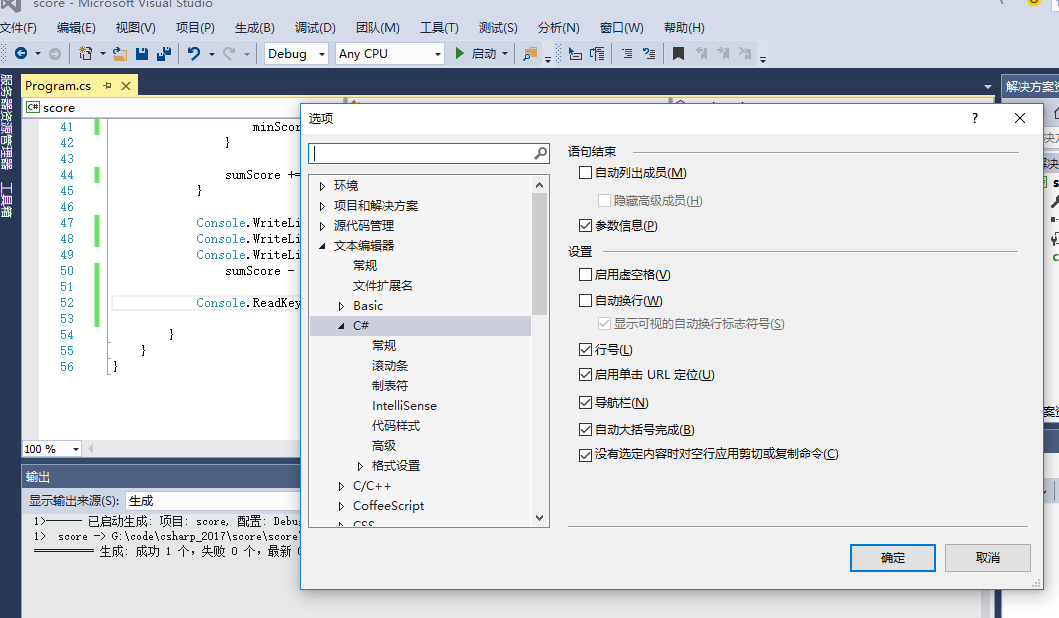 score - Microsoft Visual Studio
文件(F) 编辑(E) 视图(V) 项目(P) 生成(B) 调试(D) 团队(M) 工具(T) 测试(S) 分析(N) 窗口(W) 帮助(H)
Debug Any CPU 启动
服务器资源管理器
工具箱
Program.cs
解决方案资
C# score
41 minScor
42 }
43
44 sumScore +=
45 }
46
47 Console.WriteLi
48 Console.WriteLi
49 Console.WriteLi
50 sumScore -
51
52 Console.ReadKey
53
54 }
55 }
56 }
100 %
输出
显示输出来源(S): 生成
1>------ 已启动生成: 项目: score, 配置: Debu
1> score -> G:\code\csharp_2017\score\score
========== 生成: 成功 1 个，失败 0 个，最新
选项
?
环境
项目和解决方案
源代码管理
文本编辑器
常规
文件扩展名
Basic
C#
常规
滚动条
制表符
IntelliSense
代码样式
高级
格式设置
C/C++
CoffeeScript
CSS
语句结束
自动列出成员(M)
隐藏高级成员(H)
参数信息(P)
设置
启用虚空格(V)
自动换行(W)
显示可视的自动换行标志符号(S)
行号(L)
启用单击 URL 定位(U)
导航栏(N)
自动大括号完成(B)
没有选定内容时对空行应用剪切或复制命令(C)
确定 取消